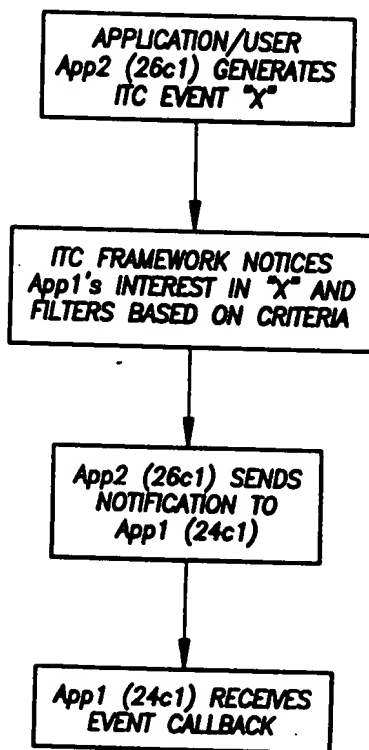 APPLICATION/USER
App2 (26c1) GENERATES
ITC EVENT "X"
ITC FRAMEWORK NOTICES
App1's INTEREST IN "X" AND
FILTERS BASED ON CRITERIA
App2 (26c1) SENDS
NOTIFICATION TO
App1 (24c1)
App1 (24c1) RECEIVES
EVENT CALLBACK